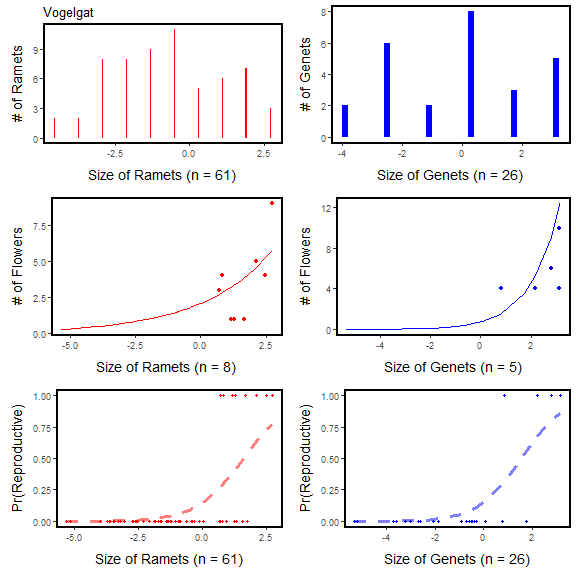 Vogelgat
# of Ramets
9
6
3
0
-2.5 0.0 2.5
Size of Ramets (n = 61)
# of Genets
8
6
4
2
0
-4 -2 0 2
Size of Genets (n = 26)
# of Flowers
7.5
5.0
2.5
0.0
-5.0 -2.5 0.0 2.5
Size of Ramets (n = 8)
# of Flowers
12
8
4
0
-4 -2 0 2
Size of Genets (n = 5)
Pr(Reproductive)
1.00
0.75
0.50
0.25
0.00
-5.0 -2.5 0.0 2.5
Size of Ramets (n = 61)
Pr(Reproductive)
1.00
0.75
0.50
0.25
0.00
-4 -2 0 2
Size of Genets (n = 26)